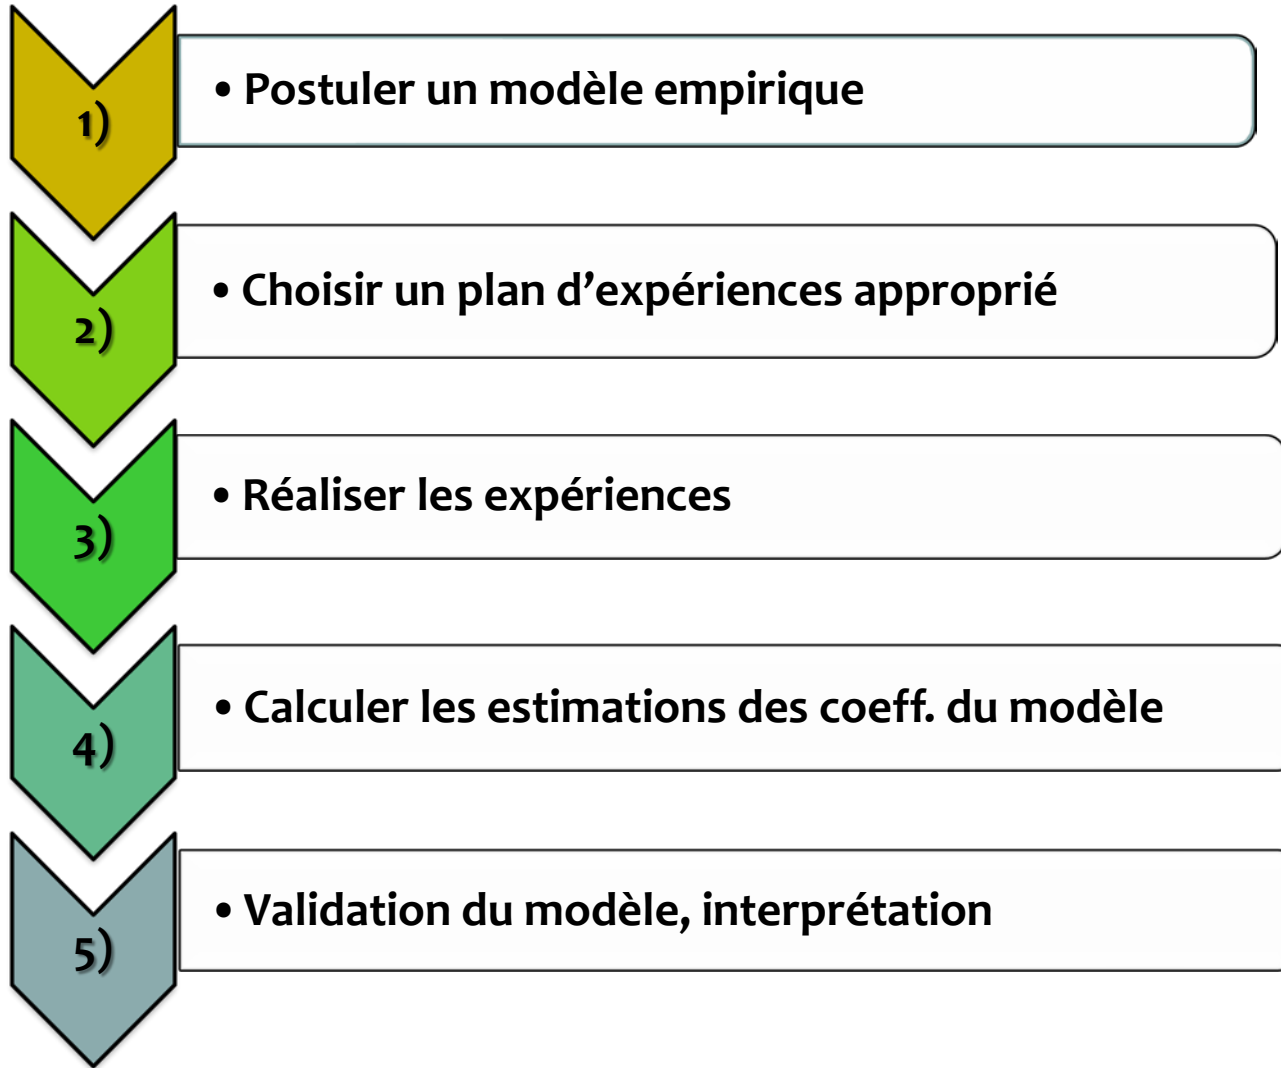 1)
• Postuler un modèle empirique
2)
• Choisir un plan d’expériences approprié
3)
• Réaliser les expériences
4)
• Calculer les estimations des coeff. du modèle
5)
• Validation du modèle, interprétation